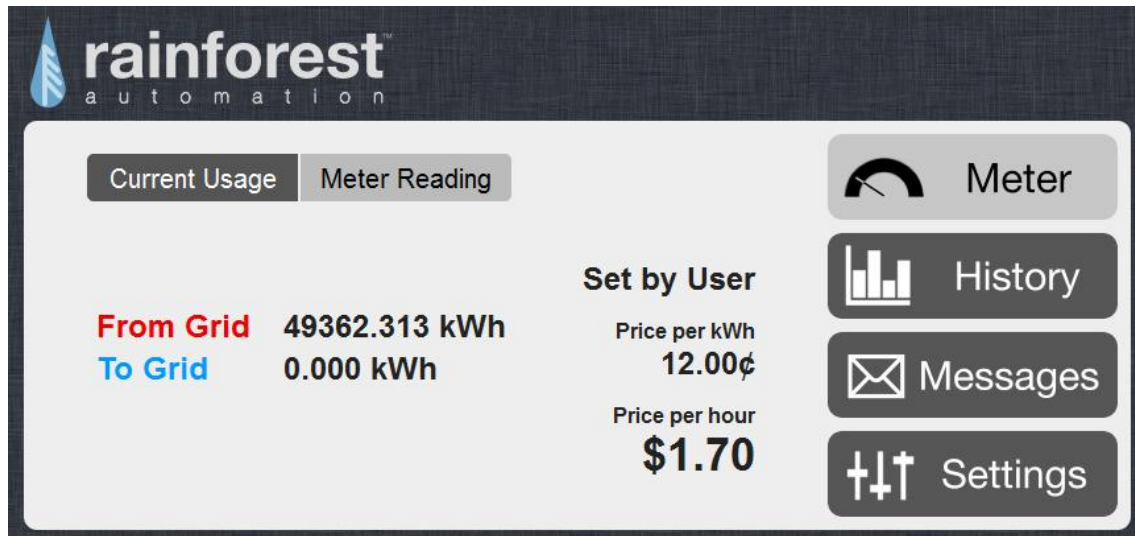 rainforest™
automation
Current Usage
Meter Reading
Meter
History
Set by User
From Grid 49362.313 kWh
To Grid 0.000 kWh
Price per kWh
12.00¢
Price per hour
$1.70
Messages
Settings